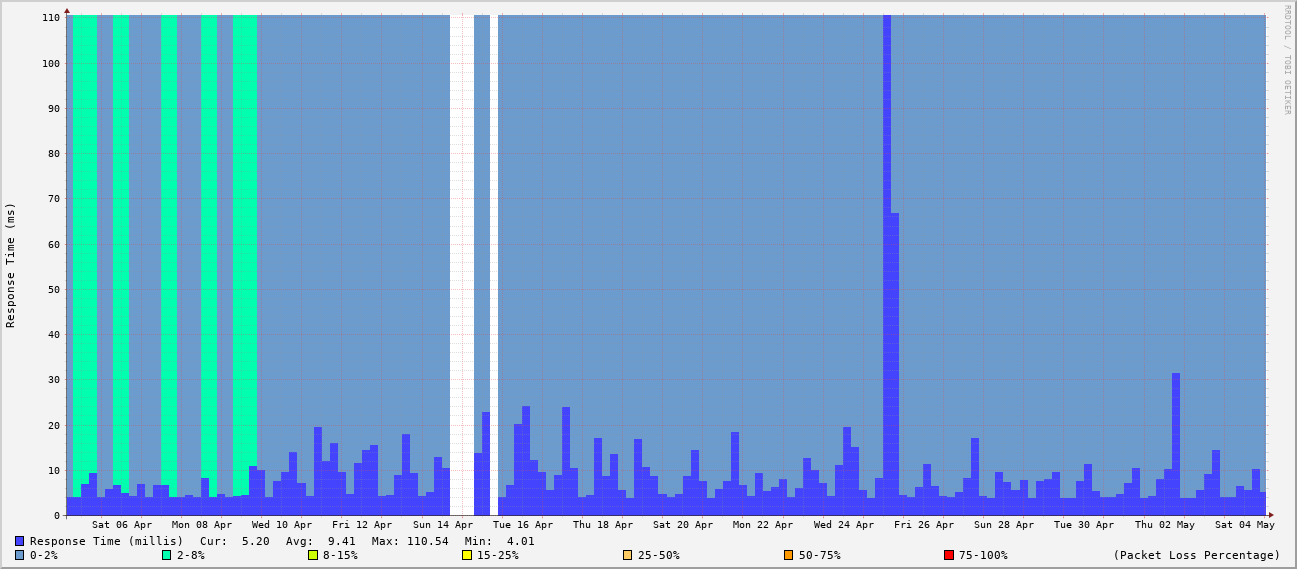 RRDTOOL / TOBI OETIKER
Response Time (ms)
110
100
90
80
70
60
50
40
30
20
10
0
Sat 06 Apr Mon 08 Apr Wed 10 Apr Fri 12 Apr Sun 14 Apr Tue 16 Apr Thu 18 Apr Sat 20 Apr Mon 22 Apr Wed 24 Apr Fri 26 Apr Sun 28 Apr Tue 30 Apr Thu 02 May Sat 04 May
Response Time (millis) Cur: 5.20 Avg: 9.41 Max: 110.54 Min: 4.01
0-2% 2-8% 8-15% 15-25% 25-50% 50-75% 75-100% (Packet Loss Percentage)